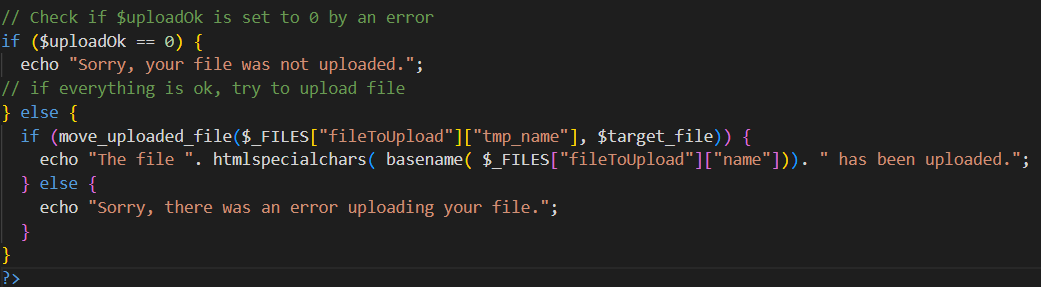 // Check if $uploadOk is set to 0 by an error
if ($uploadOk == 0) {
  echo "Sorry, your file was not uploaded.";
// if everything is ok, try to upload file
} else {
  if (move_uploaded_file($_FILES["fileToUpload"]["tmp_name"], $target_file)) {
    echo "The file ". htmlspecialchars( basename( $_FILES["fileToUpload"]["name"])). " has been uploaded.";
  } else {
    echo "Sorry, there was an error uploading your file.";
  }
}
?>